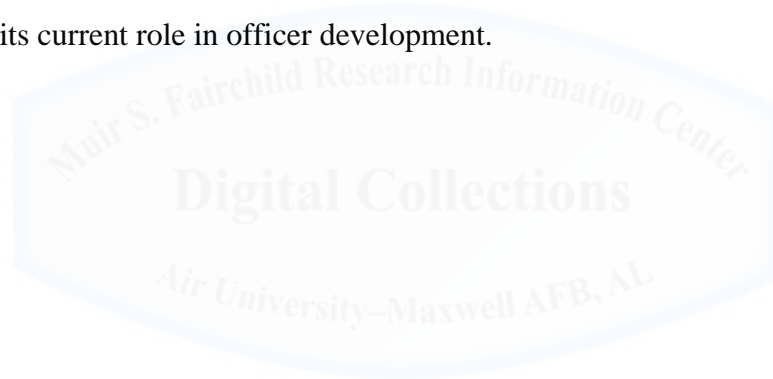 its current role in officer development.
Muir S. Fairchild Research Information Center
Digital Collections
Air University–Maxwell AFB, AL